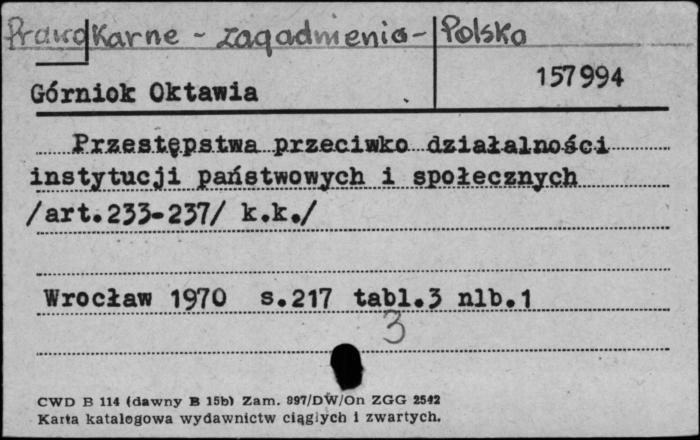 Prawo Karne - zagadnienia - Polska
157994
Górniok Oktawia
Przestępstwa przeciwko działalności
instytucji państwowych i społecznych
/art.233-237/ k.k./
Wrocław 1970 s.217 tabl.3 nlb.1
3
CWD B 114 (dawny B 15b) Zam. 897/DW/On ZGG 2542
Karta katalogowa wydawnictw ciągłych i zwartych.